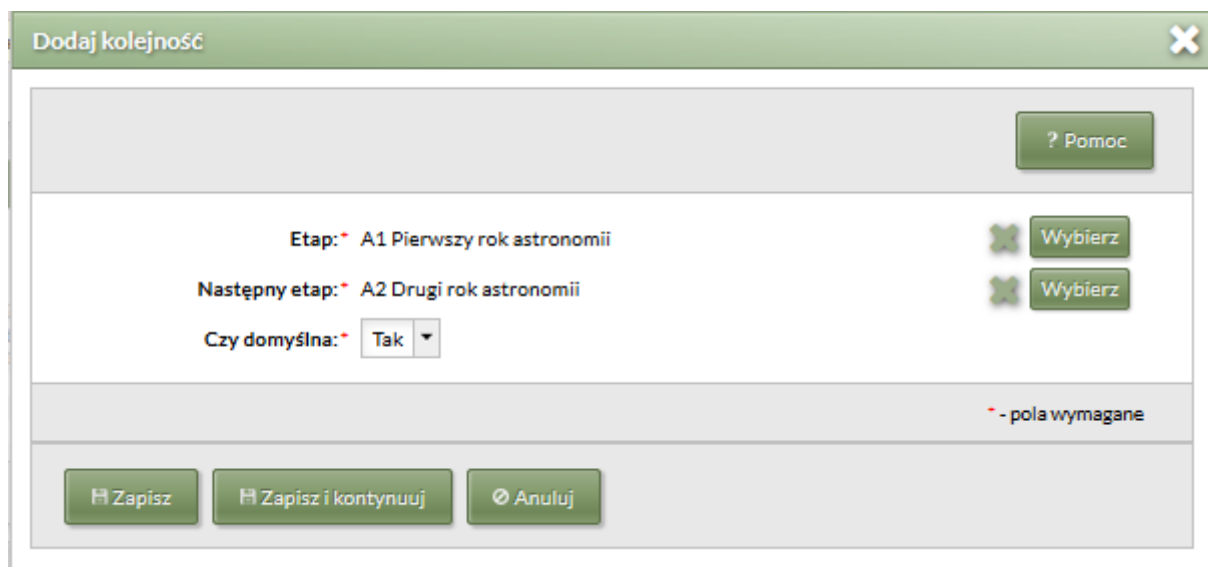 Dodaj kolejność
? Pomoc
Etap:* A1 Pierwszy rok astronomii Wybierz
Następny etap:* A2 Drugi rok astronomii Wybierz
Czy domyślna:* Tak
* - pola wymagane
Zapisz Zapisz i kontynuuj Anuluj